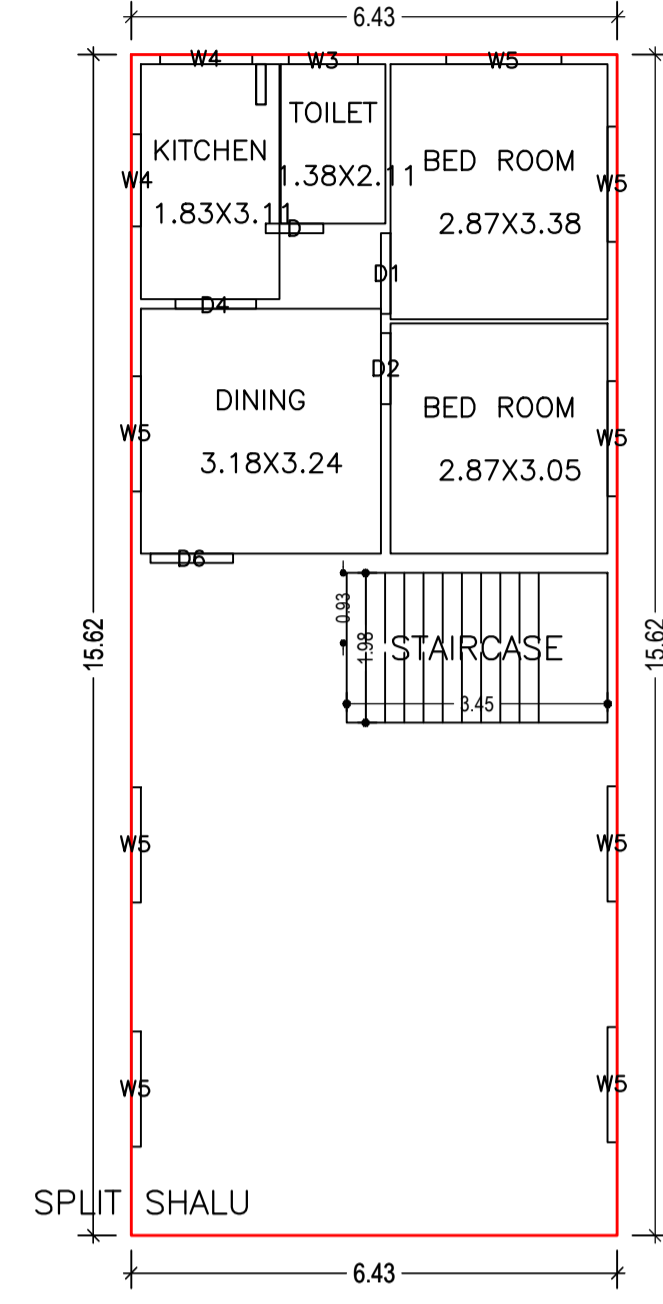 6.43
W4 W3 W5
TOILET
KITCHEN
BED ROOM
1.38X2.11
W4
W5
1.83X3.11
2.87X3.38
D
D1
D4
D2
DINING
BED ROOM
W5
W5
3.18X3.24
2.87X3.05
D6
0.93
1.98
STAIRCASE
15.62
15.62
3.45
W5
W5
W5
W5
SPLIT SHALU
6.43